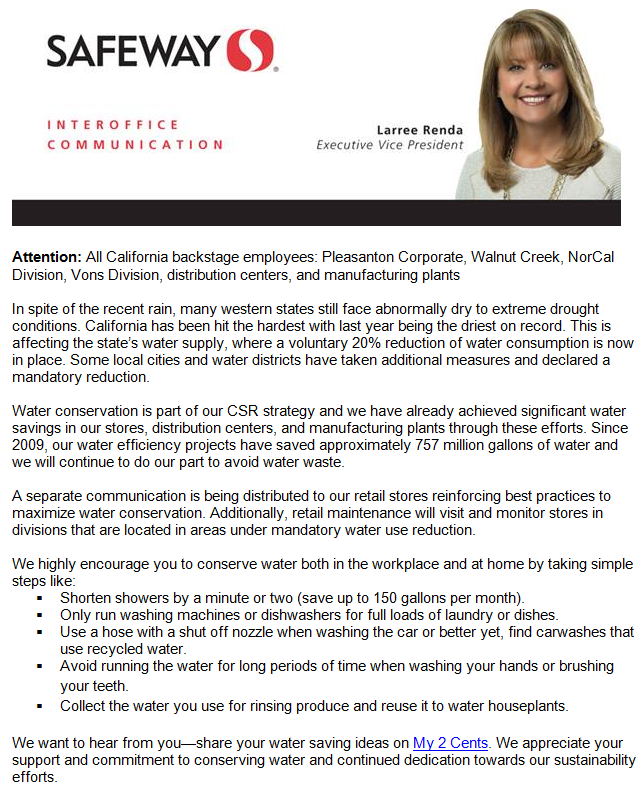 SAFEWAY
INTEROFFICE
COMMUNICATION
Larree Renda
Executive Vice President
Attention: All California backstage employees: Pleasanton Corporate, Walnut Creek, NorCal
Division, Vons Division, distribution centers, and manufacturing plants
In spite of the recent rain, many western states still face abnormally dry to extreme drought
conditions. California has been hit the hardest with last year being the driest on record. This is
affecting the state’s water supply, where a voluntary 20% reduction of water consumption is now
in place. Some local cities and water districts have taken additional measures and declared a
mandatory reduction.
Water conservation is part of our CSR strategy and we have already achieved significant water
savings in our stores, distribution centers, and manufacturing plants through these efforts. Since
2009, our water efficiency projects have saved approximately 757 million gallons of water and
we will continue to do our part to avoid water waste.
A separate communication is being distributed to our retail stores reinforcing best practices to
maximize water conservation. Additionally, retail maintenance will visit and monitor stores in
divisions that are located in areas under mandatory water use reduction.
We highly encourage you to conserve water both in the workplace and at home by taking simple
steps like:
▪ Shorten showers by a minute or two (save up to 150 gallons per month).
▪ Only run washing machines or dishwashers for full loads of laundry or dishes.
▪ Use a hose with a shut off nozzle when washing the car or better yet, find carwashes that
use recycled water.
▪ Avoid running the water for long periods of time when washing your hands or brushing
your teeth.
▪ Collect the water you use for rinsing produce and reuse it to water houseplants.
We want to hear from you—share your water saving ideas on My 2 Cents. We appreciate your
support and commitment to conserving water and continued dedication towards our sustainability
efforts.